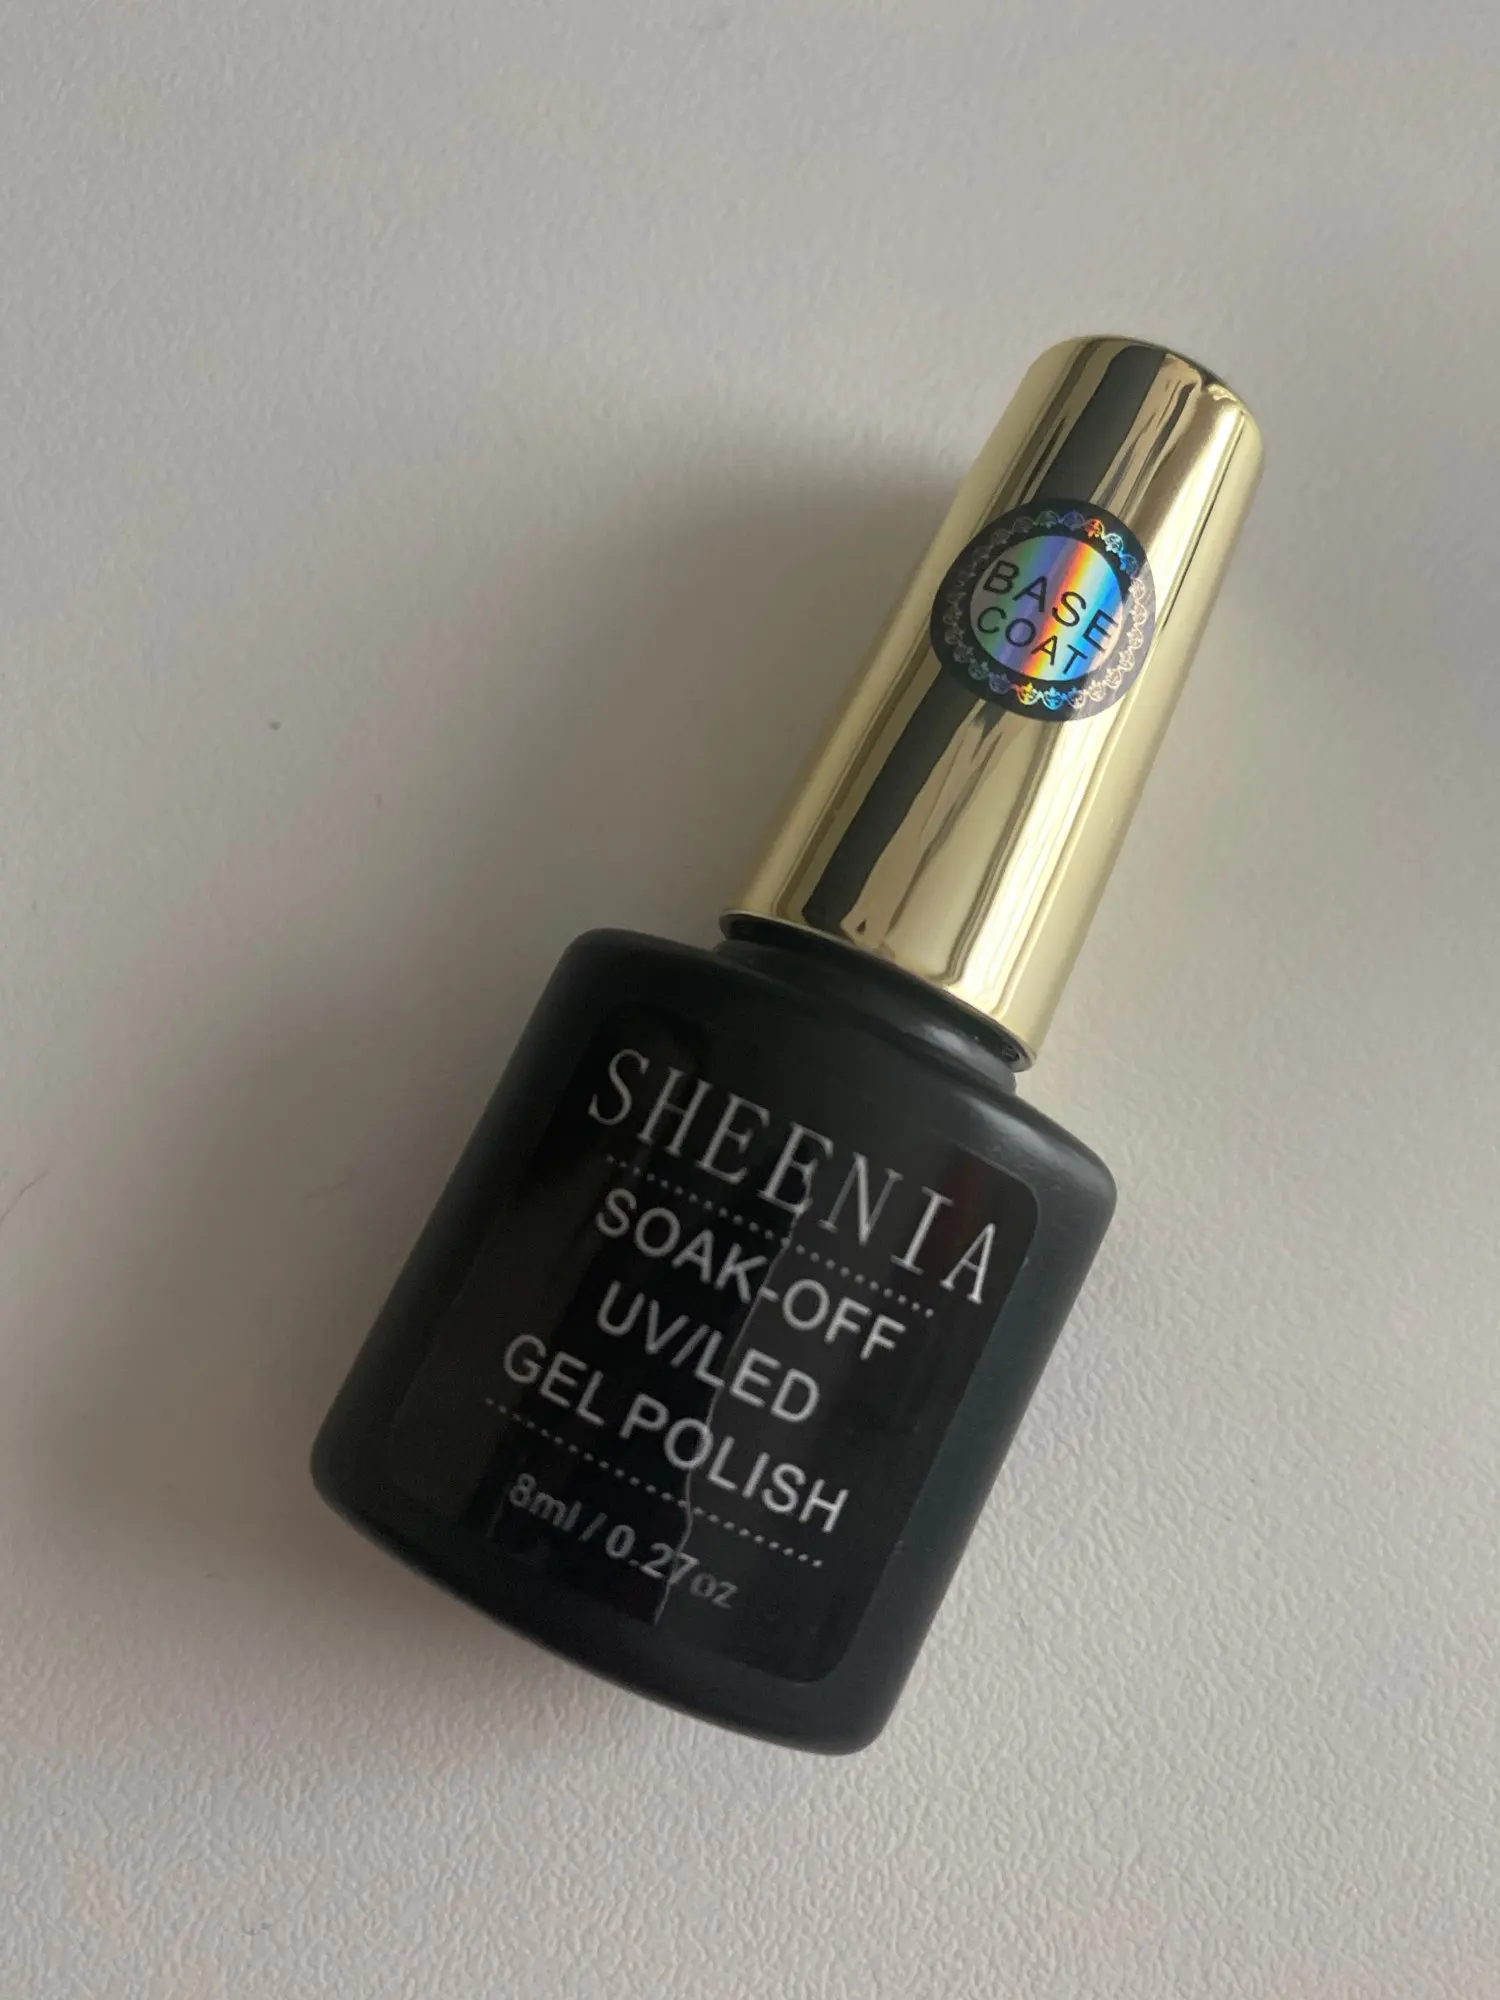 BASE
COAT
SHEENIA
SOAK-OFF
UV/LED
GEL POLISH
8ml / 0.27oz